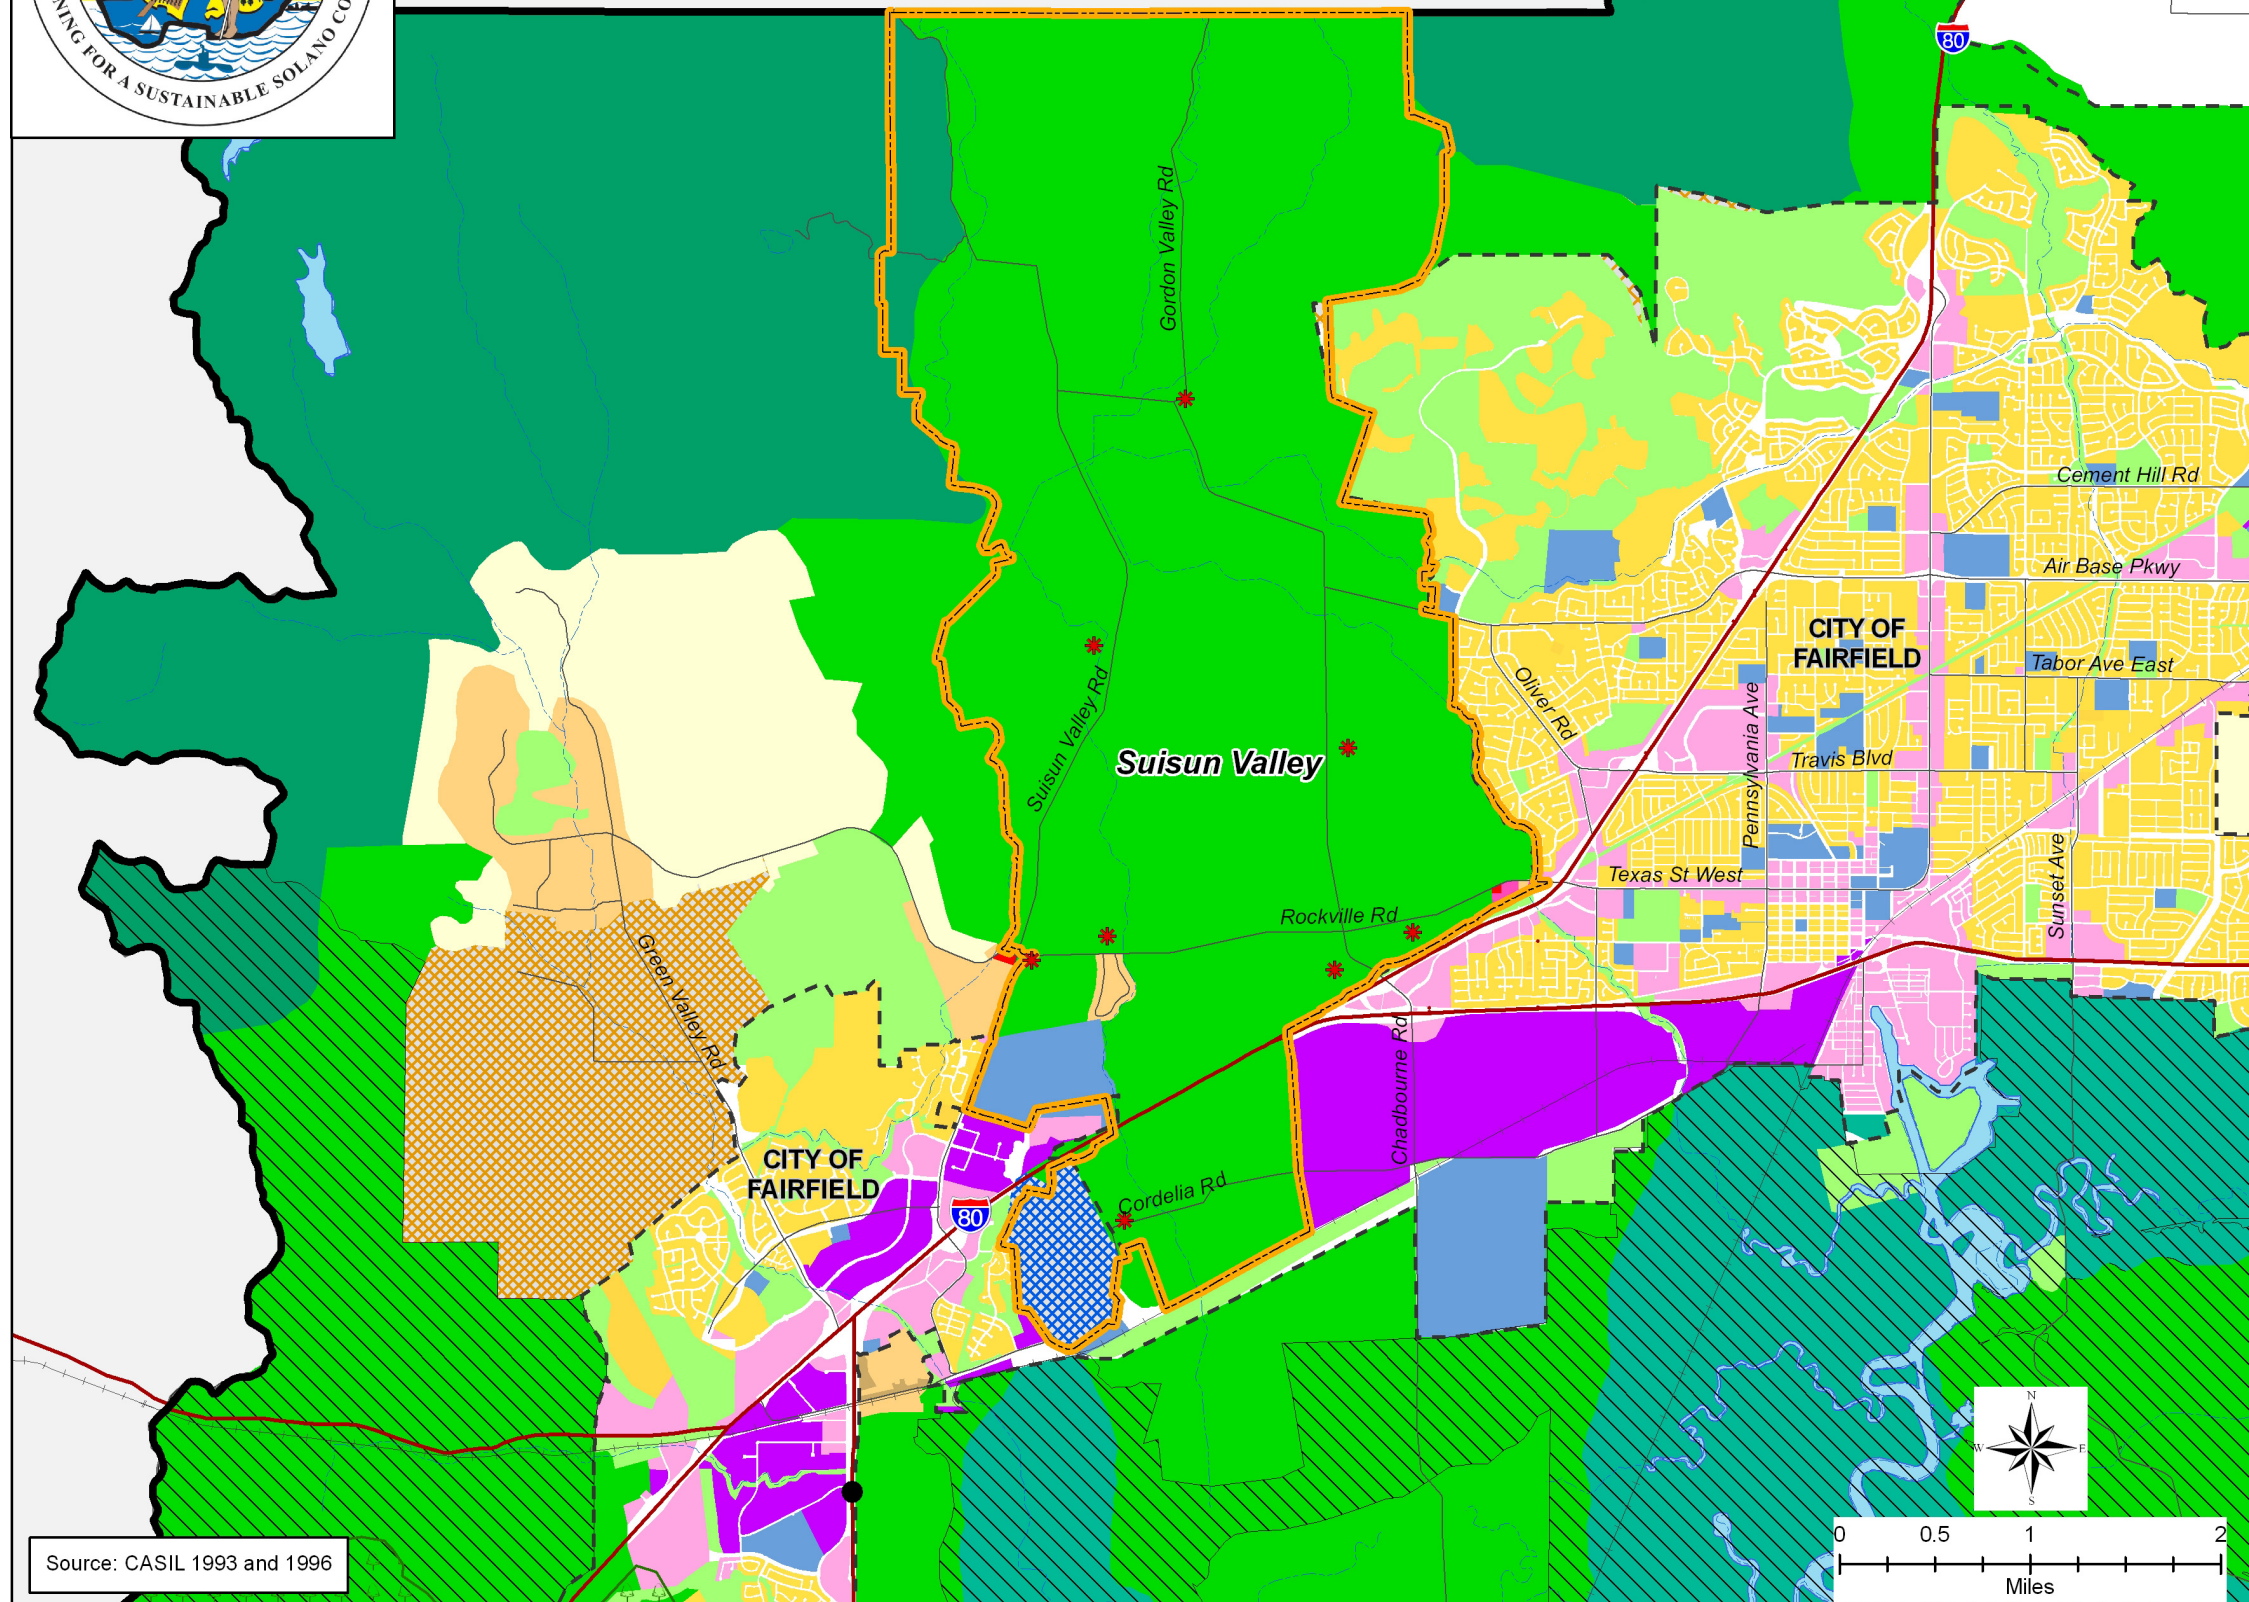 NING FOR A SUSTAINABLE SOLANO CO
80
Gordon Valley Rd
Cement Hill Rd
Air Base Pkwy
CITY OF
FAIRFIELD
Tabor Ave East
Oliver Rd
Suisun Valley Rd
Pennsylvania Ave
Suisun Valley
Travis Blvd
Texas St West
Sunset Ave
Rockville Rd
Green Valley Rd
Chadbourne Rd
CITY OF
FAIRFIELD
Cordelia Rd
80
N
W E
S
0 0.5 1 2
Miles
Source: CASIL 1993 and 1996